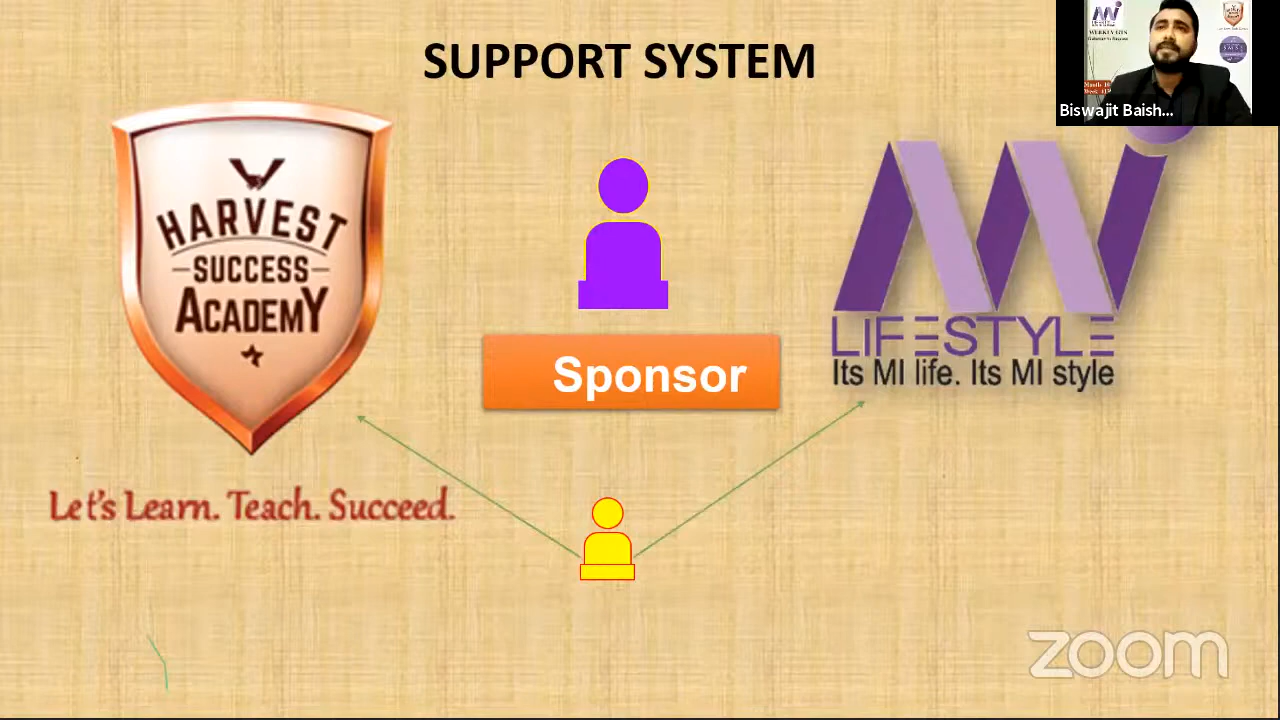 SUPPORT SYSTEM
Biswajit Baish...
HARVEST
SUCCESS
ACADEMY
Let's Learn. Teach. Succeed.
Sponsor
LIFESTYLE
Its MI life. Its MI style
zoom